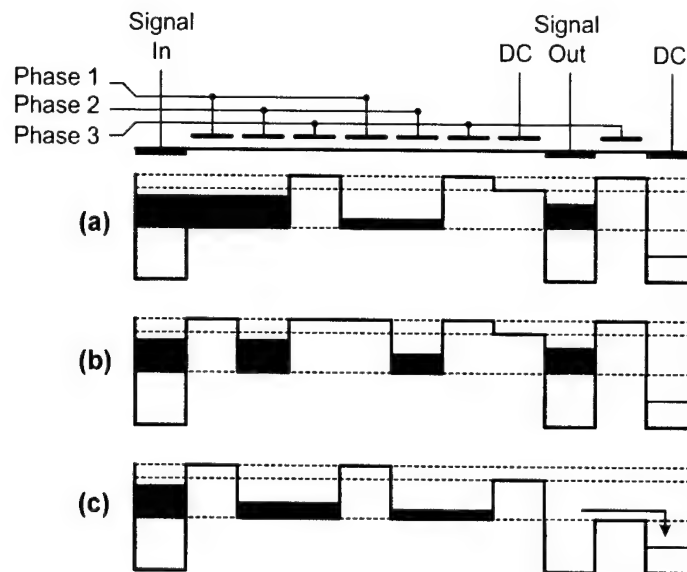 Signal
In
Signal
Out
DC
DC
Phase 1
Phase 2
Phase 3
(a)
(b)
(c)